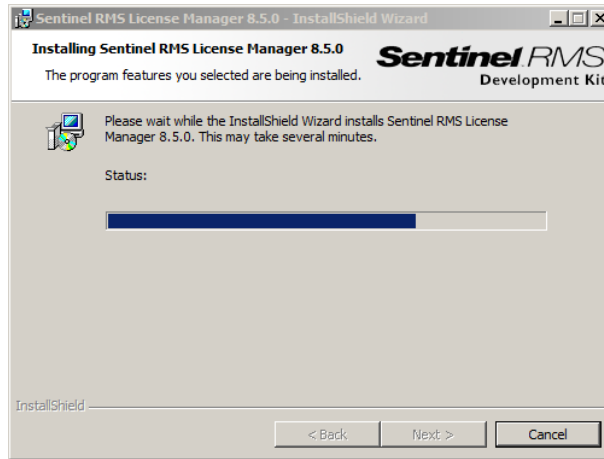 Sentinel RMS License Manager 8.5.0 - InstallShield Wizard
Installing Sentinel RMS License Manager 8.5.0
The program features you selected are being installed.
Sentinel RMS
Development Kit
Please wait while the InstallShield Wizard installs Sentinel RMS License
Manager 8.5.0. This may take several minutes.
Status:
InstallShield
< Back
Next >
Cancel